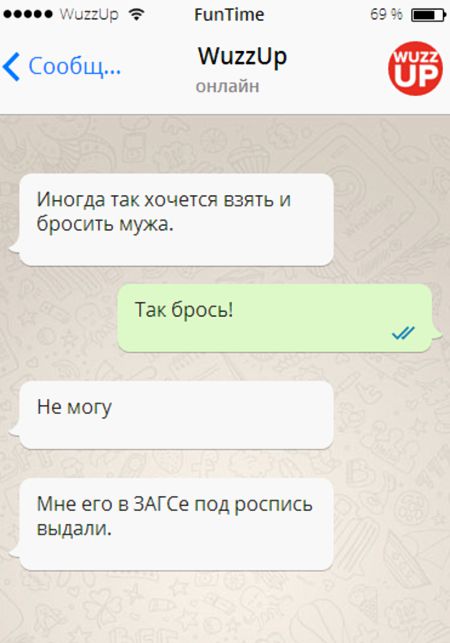 WuzzUp FunTime 69 %
Сообщ... WuzzUp
онлайн
WUZZ
UP
Иногда так хочется взять и
бросить мужа.
Так брось!
Не могу
Мне его в ЗАГСе под роспись
выдали.